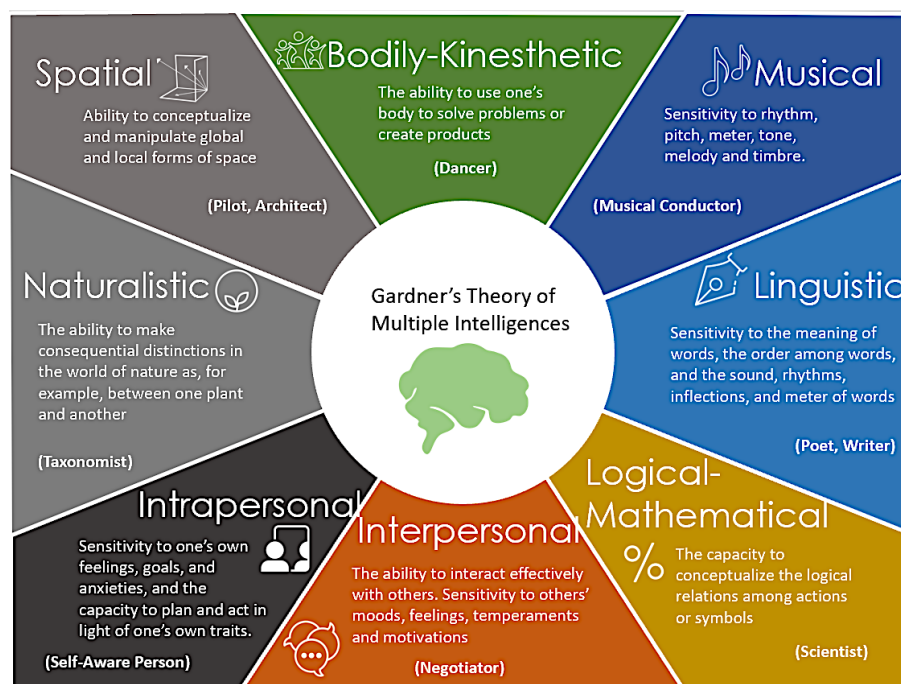 Spatial
Ability to conceptualize
and manipulate global
and local forms of space
(Pilot, Architect)
Bodily-Kinesthetic
The ability to use one's
body to solve problems or
create products
(Dancer)
Musical
Sensitivity to rhythm,
pitch, meter, tone,
melody and timbre.
(Musical Conductor)
Naturalistic
The ability to make
consequential distinctions in
the world of nature as, for
example, between one plant
and another
(Taxonomist)
Gardner's Theory of
Multiple Intelligences
Linguistic
Sensitivity to the meaning of
words, the order among words,
and the sound, rhythms,
inflections, and meter of words
(Poet, Writer)
Intrapersonal
Sensitivity to one's own
feelings, goals, and
anxieties, and the
capacity to plan and act in
light of one's own traits.
(Self-Aware Person)
Interpersonal
The ability to interact effectively
with others. Sensitivity to others'
moods, feelings, temperaments
and motivations
(Negotiator)
Logical-
Mathematical
%
The capacity to
conceptualize the logical
relations among actions
or symbols
(Scientist)